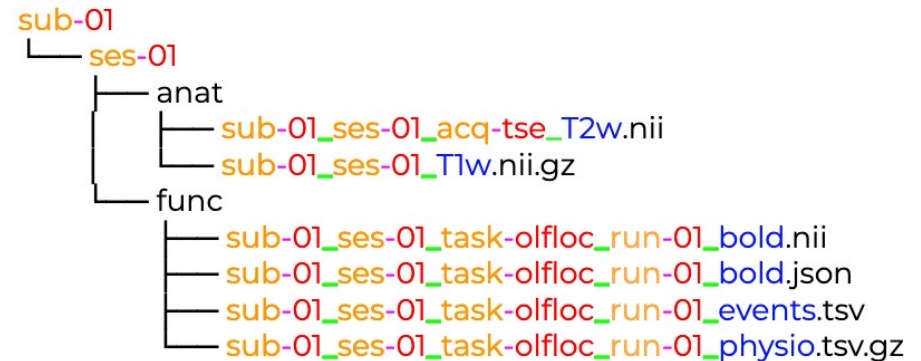 sub-01
ses-01
anat
sub-01_ses-01_acq-tse_T2w.nii
sub-01_ses-01_T1w.nii.gz
func
sub-01_ses-01_task-olfloc_run-01_bold.nii
sub-01_ses-01_task-olfloc_run-01_bold.json
sub-01_ses-01_task-olfloc_run-01_events.tsv
sub-01_ses-01_task-olfloc_run-01_physio.tsv.gz